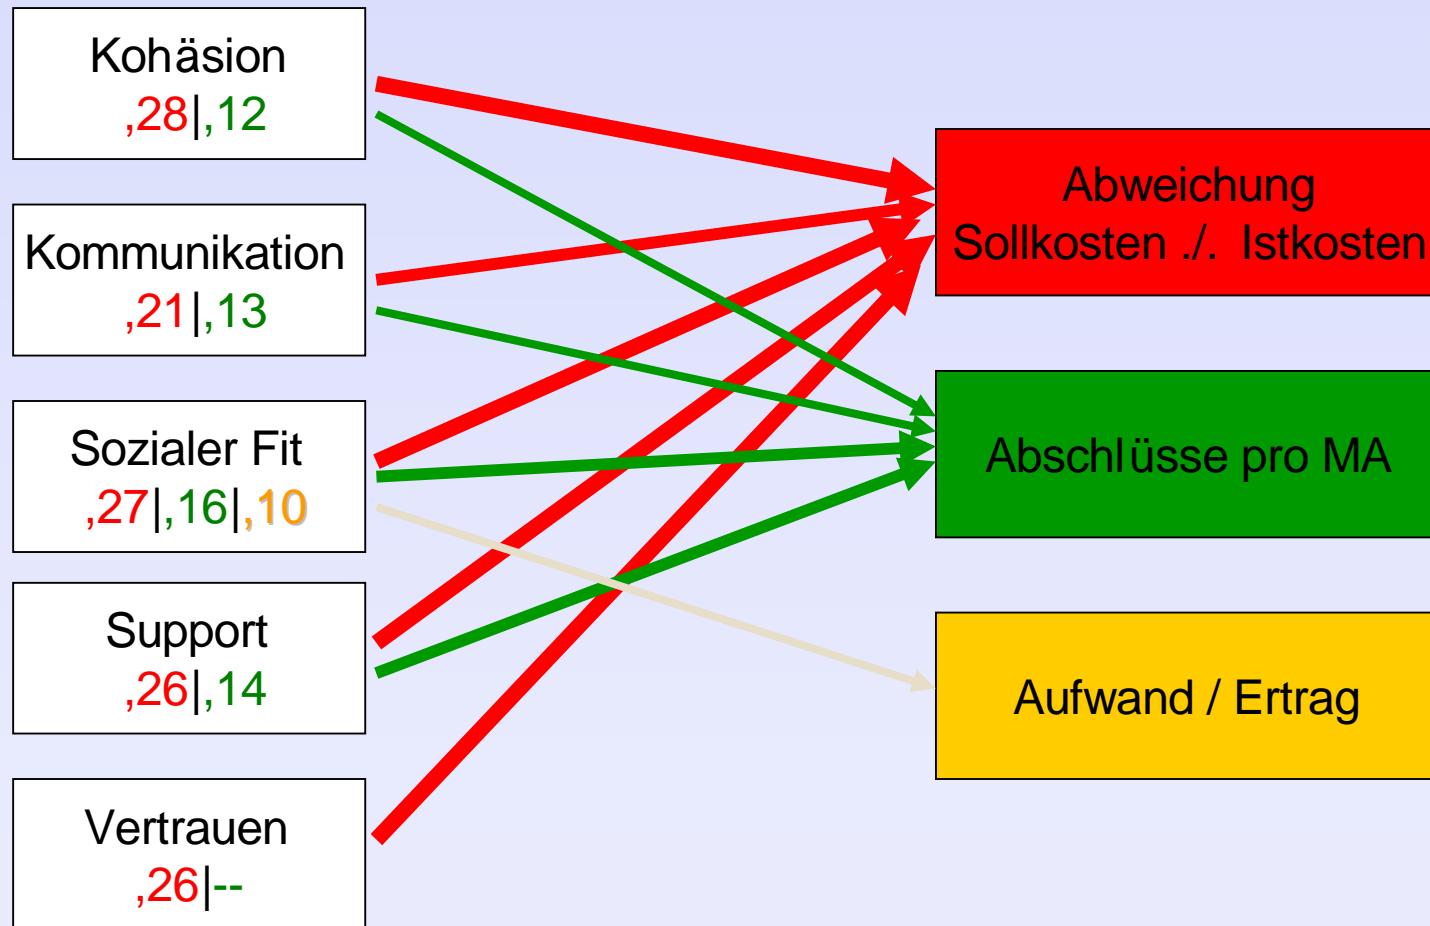 Kohäsion
,28|,12
Kommunikation
,21|,13
Sozialer Fit
,27|,16|,10
Support
,26|,14
Vertrauen
,26|--
Abweichung
Sollkosten ./. Istkosten
Abschlüsse pro MA
Aufwand / Ertrag